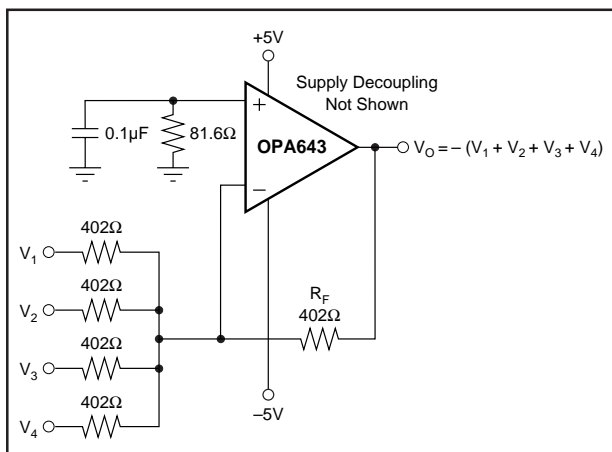 +5V
Supply Decoupling
Not Shown
+
0.1µF
81.6Ω
OPA643
V_O = – (V_1 + V_2 + V_3 + V_4)
–
402Ω
V_1
402Ω
V_2
R_F
402Ω
402Ω
V_3
402Ω
V_4
–5V